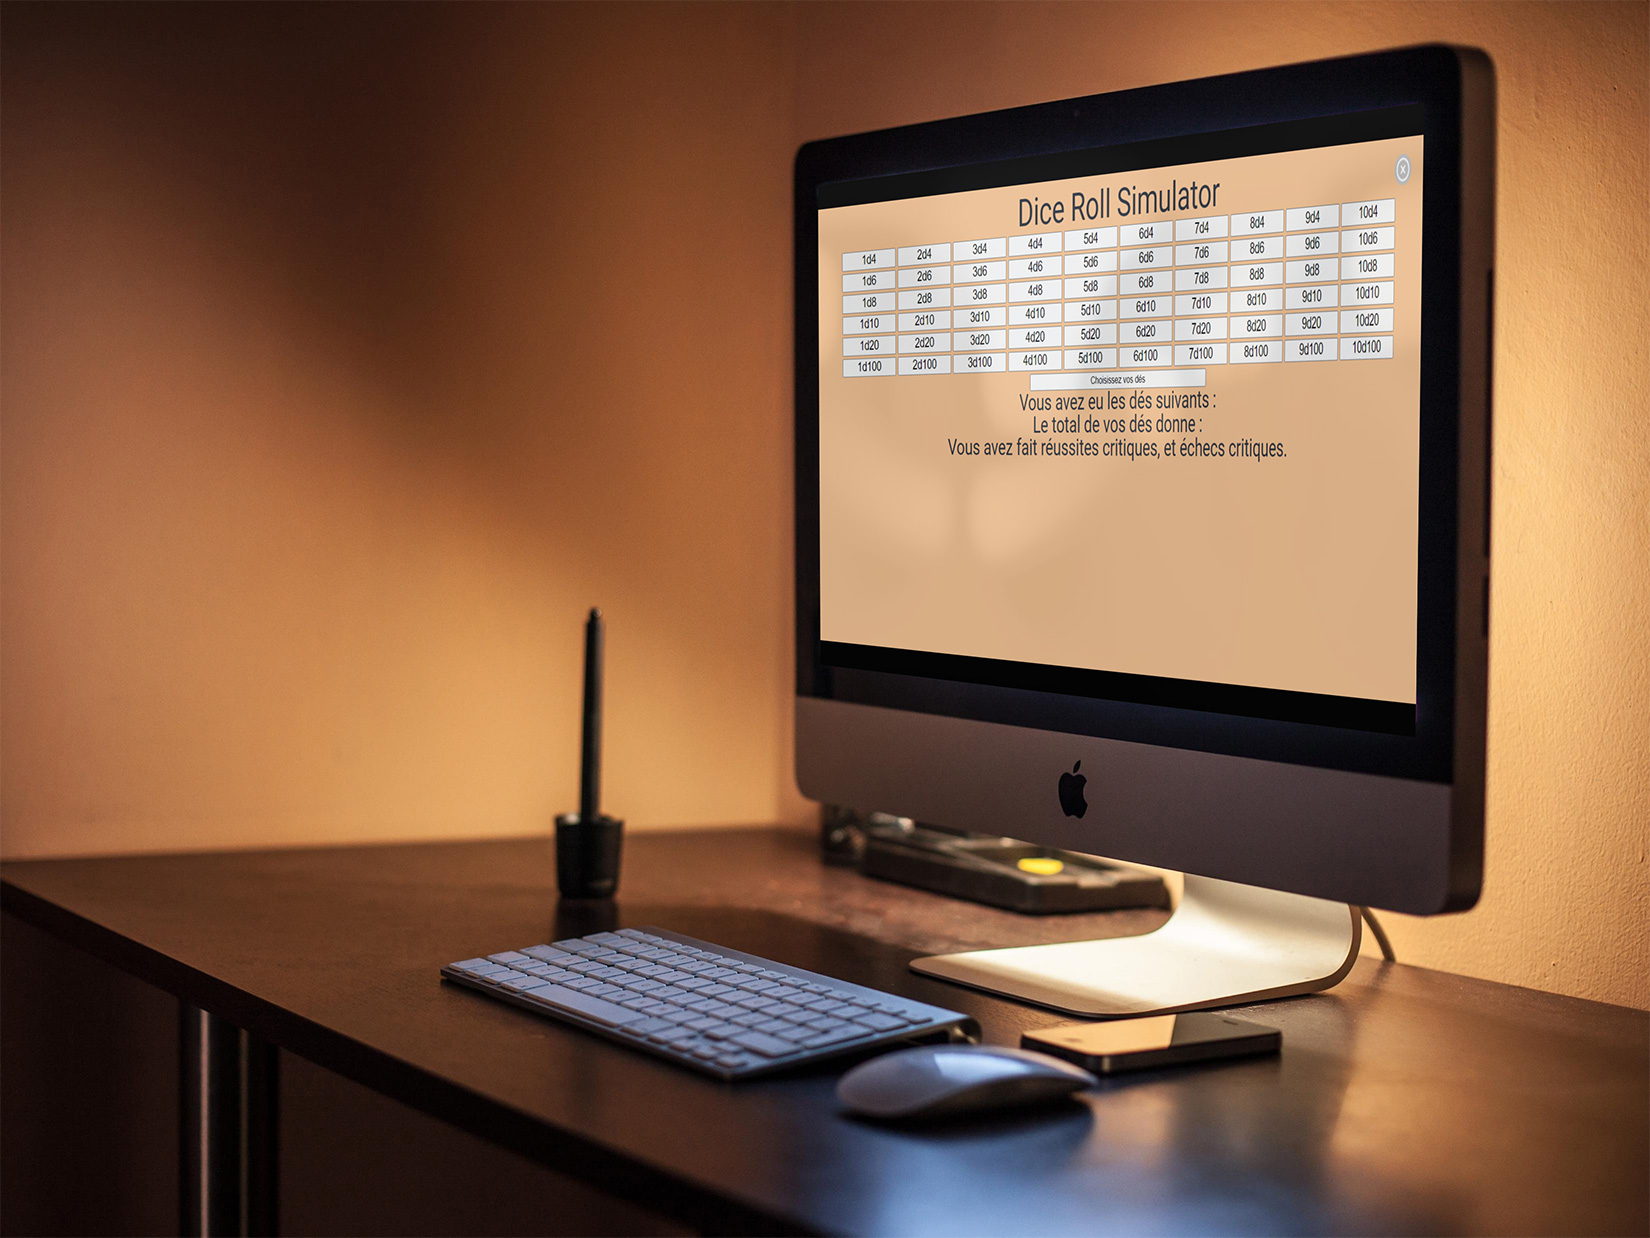 Dice Roll Simulator
1d4 2d4 3d4 4d4 5d4 6d4 7d4 8d4 9d4 10d4
1d6 2d6 3d6 4d6 5d6 6d6 7d6 8d6 9d6 10d6
1d8 2d8 3d8 4d8 5d8 6d8 7d8 8d8 9d8 10d8
1d10 2d10 3d10 4d10 5d10 6d10 7d10 8d10 9d10 10d10
1d20 2d20 3d20 4d20 5d20 6d20 7d20 8d20 9d20 10d20
1d100 2d100 3d100 4d100 5d100 6d100 7d100 8d100 9d100 10d100
Choisissez vos dés
Vous avez eu les dés suivants :
Le total de vos dés donne :
Vous avez fait réussites critiques, et échecs critiques.